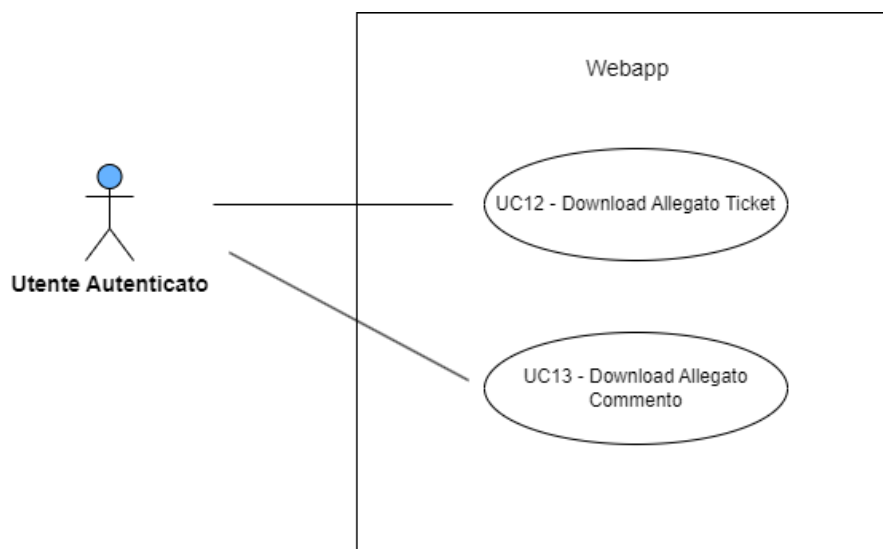 Webapp
UC12 - Download Allegato Ticket
Utente Autenticato
UC13 - Download Allegato
Commento